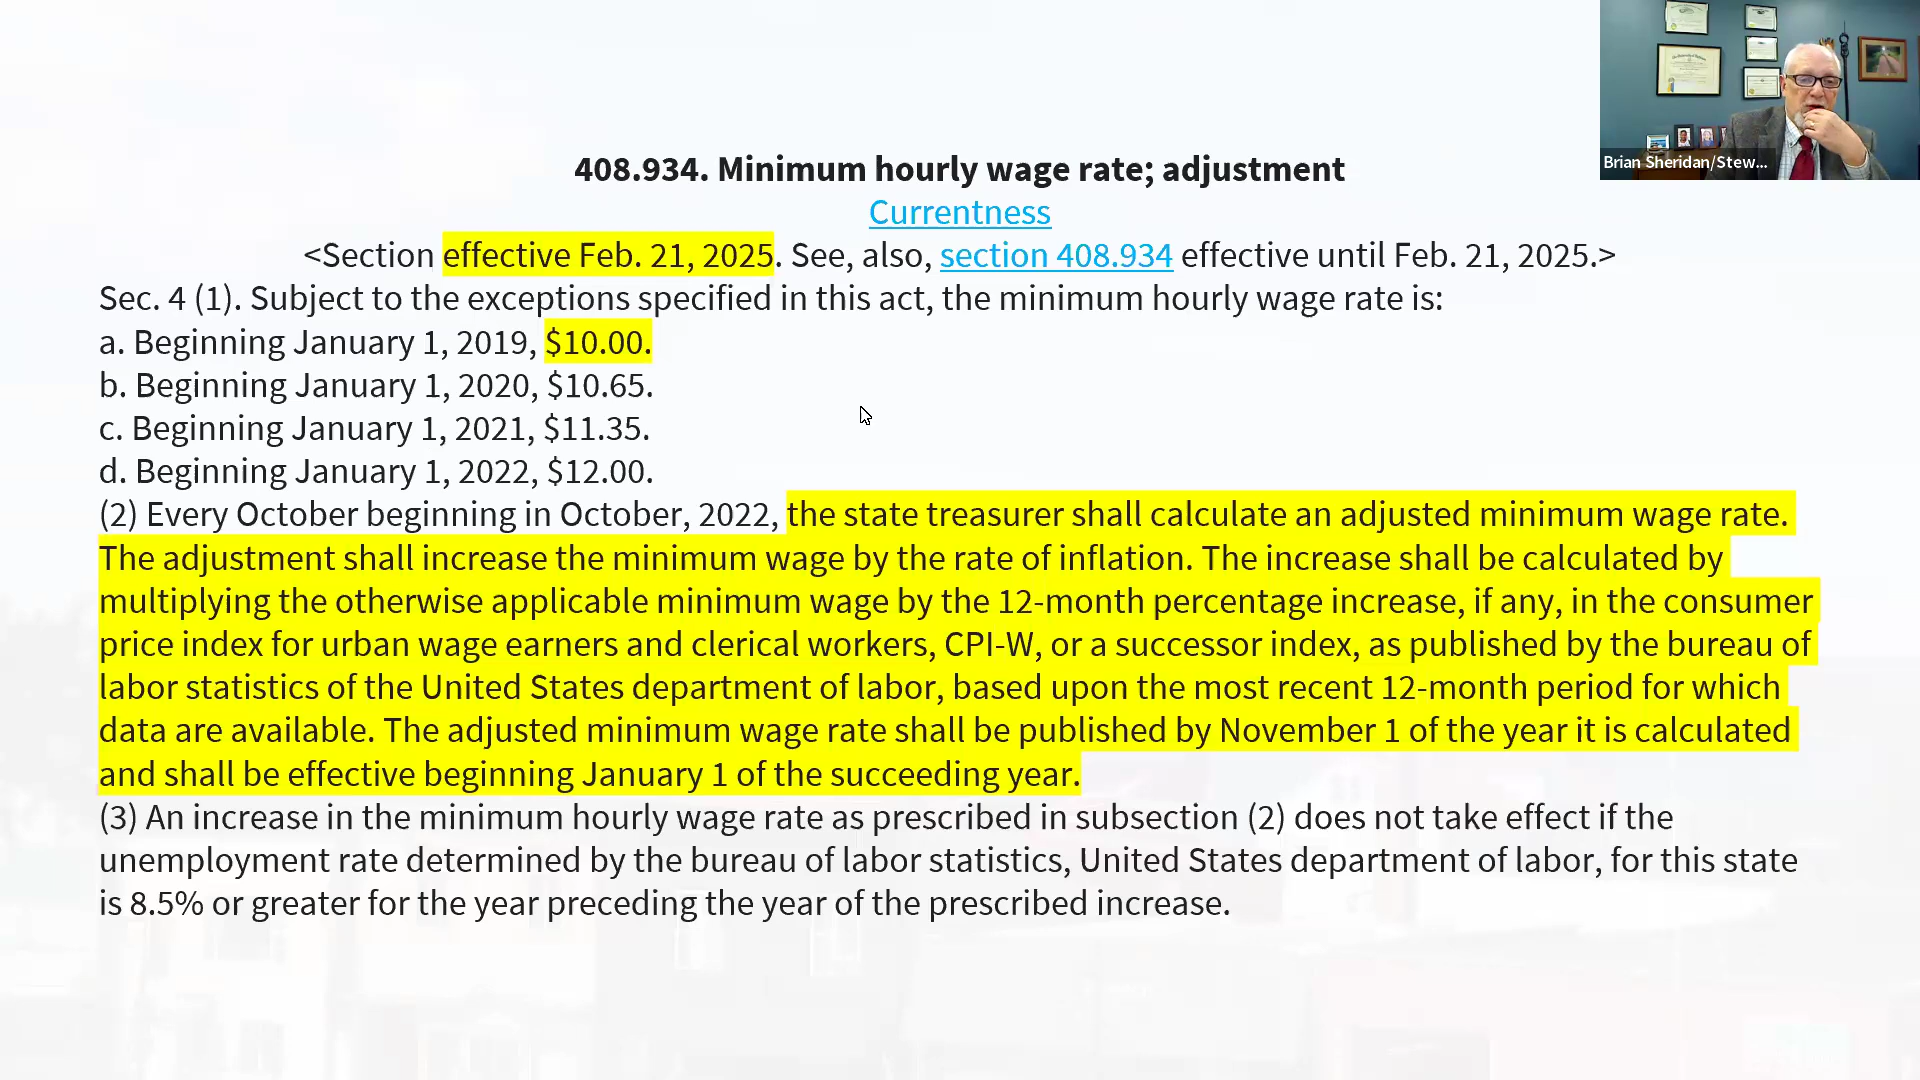 Brian Sheridan/Stew...
408.934. Minimum hourly wage rate; adjustment
Currentness
<Section effective Feb. 21, 2025. See, also, section 408.934 effective until Feb. 21, 2025.>
Sec. 4 (1). Subject to the exceptions specified in this act, the minimum hourly wage rate is:
a. Beginning January 1, 2019, $10.00.
b. Beginning January 1, 2020, $10.65.
c. Beginning January 1, 2021, $11.35.
d. Beginning January 1, 2022, $12.00.
(2) Every October beginning in October, 2022, the state treasurer shall calculate an adjusted minimum wage rate.
The adjustment shall increase the minimum wage by the rate of inflation. The increase shall be calculated by
multiplying the otherwise applicable minimum wage by the 12-month percentage increase, if any, in the consumer
price index for urban wage earners and clerical workers, CPI-W, or a successor index, as published by the bureau of
labor statistics of the United States department of labor, based upon the most recent 12-month period for which
data are available. The adjusted minimum wage rate shall be published by November 1 of the year it is calculated
and shall be effective beginning January 1 of the succeeding year.
(3) An increase in the minimum hourly wage rate as prescribed in subsection (2) does not take effect if the
unemployment rate determined by the bureau of labor statistics, United States department of labor, for this state
is 8.5% or greater for the year preceding the year of the prescribed increase.